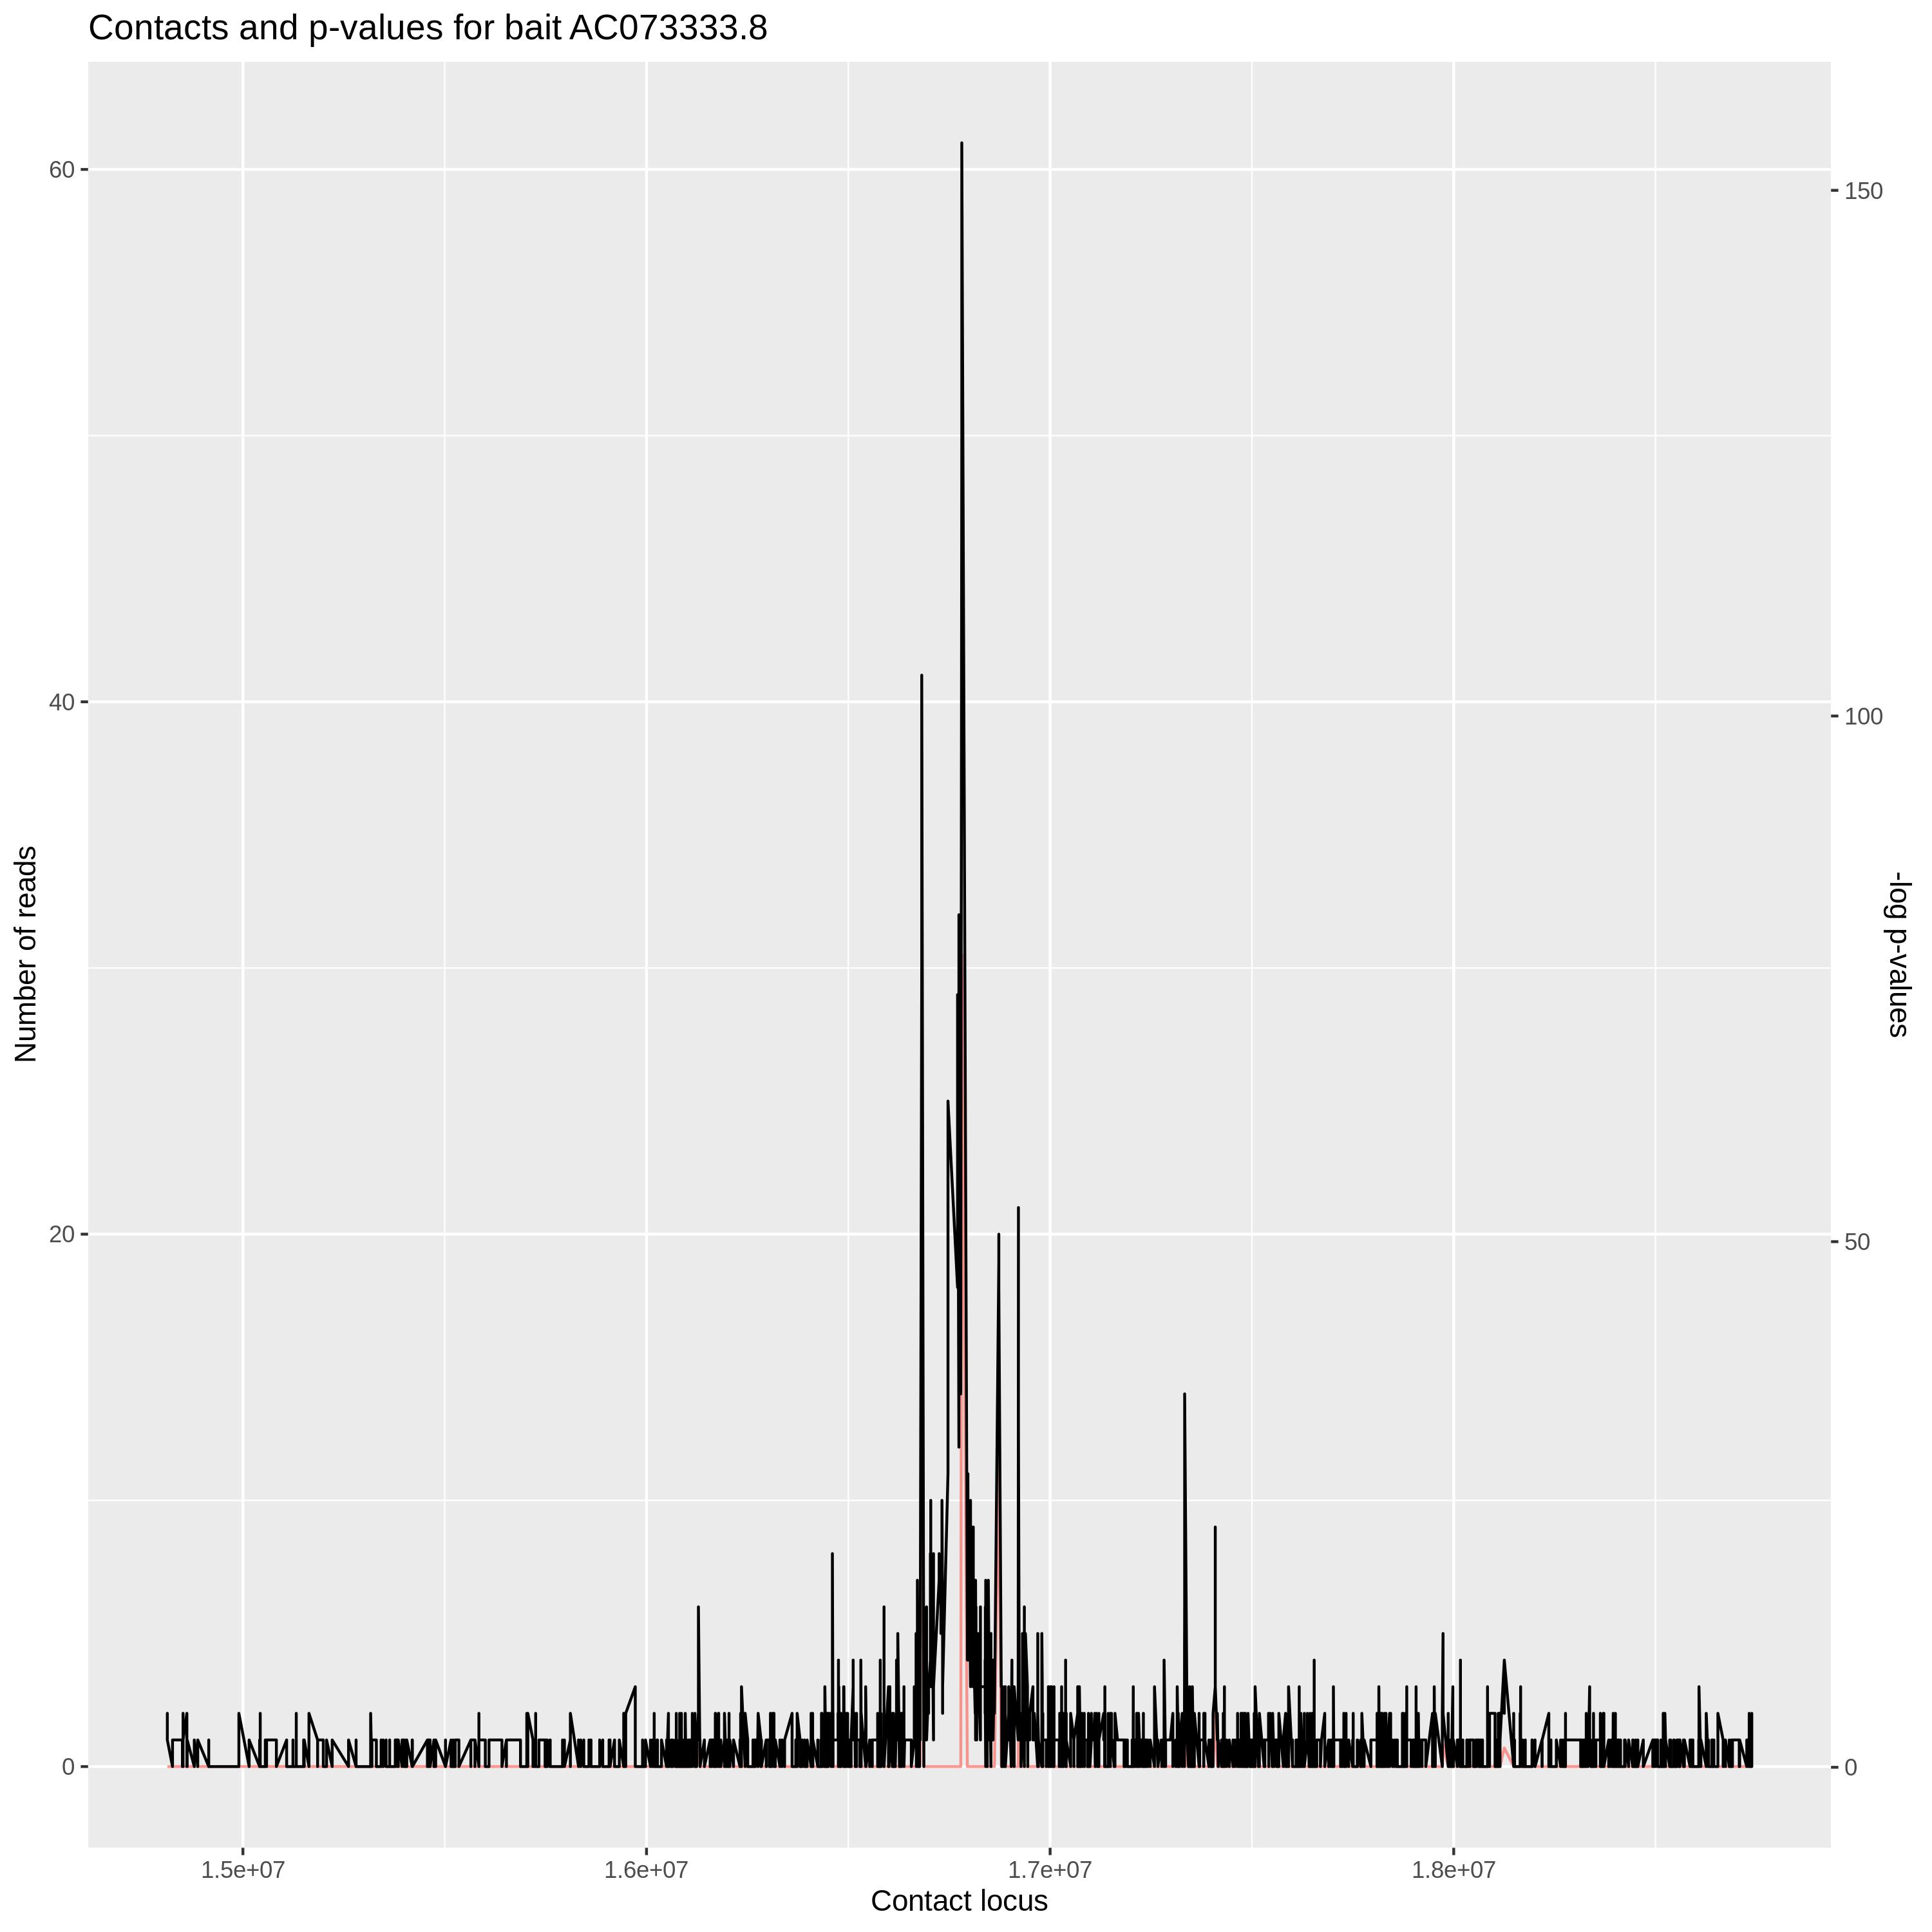 Contacts and p-values for bait AC073333.8
60
40
20
0
150
100
50
0
Number of reads
-log p-values
1.5e+07
1.6e+07
1.7e+07
1.8e+07
Contact locus